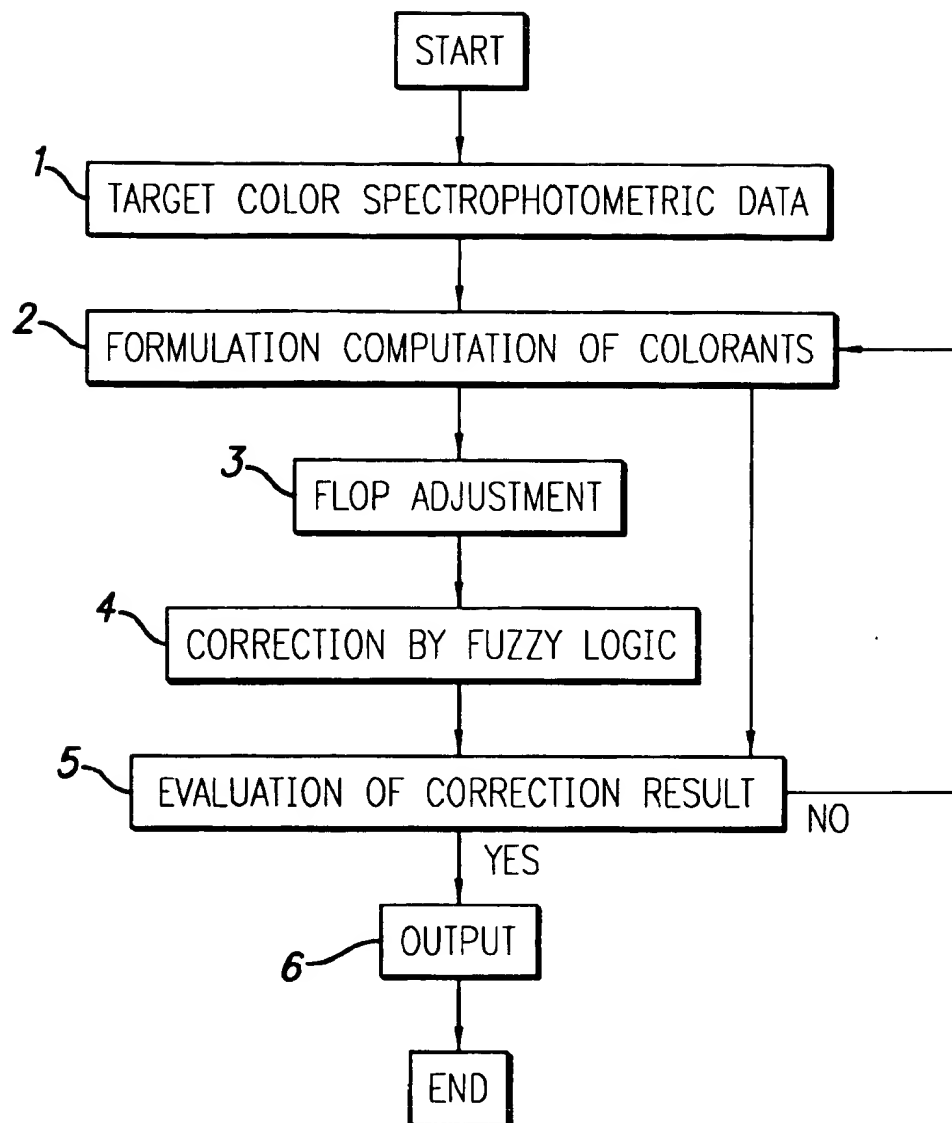 START
1
TARGET COLOR SPECTROPHOTOMETRIC DATA
2
FORMULATION COMPUTATION OF COLORANTS
3
FLOP ADJUSTMENT
4
CORRECTION BY FUZZY LOGIC
5
EVALUATION OF CORRECTION RESULT
NO
YES
6
OUTPUT
END